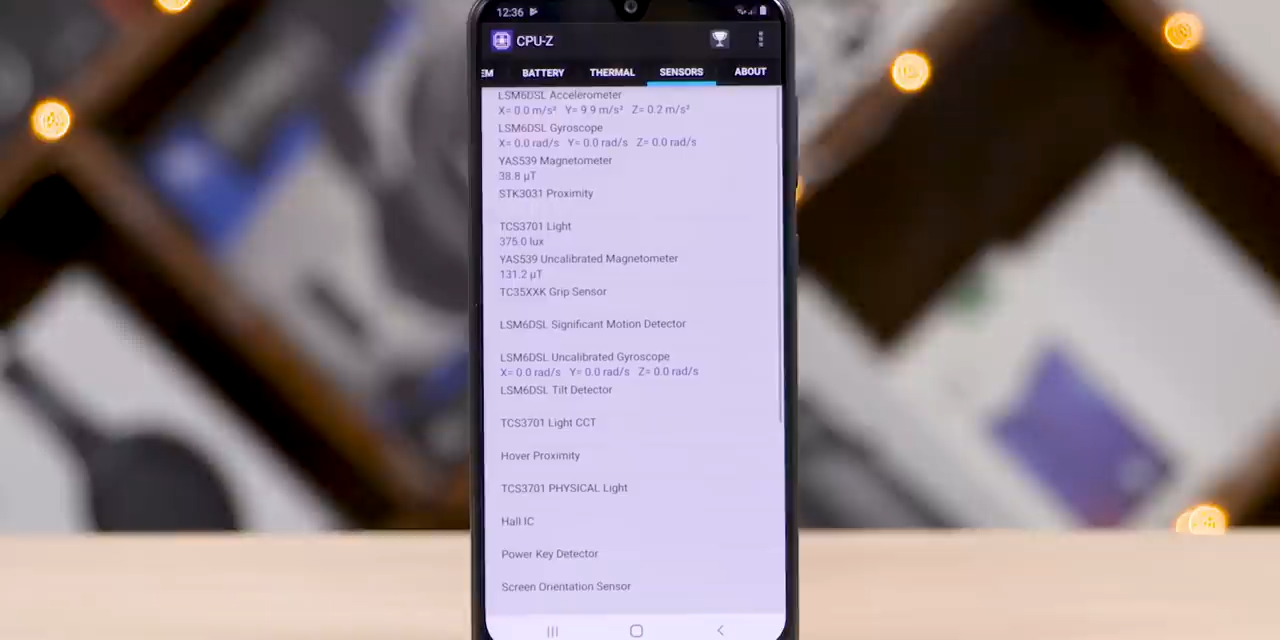 12:36
CPU-Z
EM BATTERY THERMAL SENSORS ABOUT
LSM6DSL Accelerometer
X= 0.0 m/s² Y= 9.9 m/s² Z= 0.2 m/s²
LSM6DSL Gyroscope
X= 0.0 rad/s Y= 0.0 rad/s Z= 0.0 rad/s
YAS539 Magnetometer
38.8 μT
STK3031 Proximity
TCS3701 Light
375.0 lux
YAS539 Uncalibrated Magnetometer
131.2 μT
TC35XXK Grip Sensor
LSM6DSL Significant Motion Detector
LSM6DSL Uncalibrated Gyroscope
X= 0.0 rad/s Y= 0.0 rad/s Z= 0.0 rad/s
LSM6DSL Tilt Detector
TCS3701 Light CCT
Hover Proximity
TCS3701 PHYSICAL Light
Hall IC
Power Key Detector
Screen Orientation Sensor